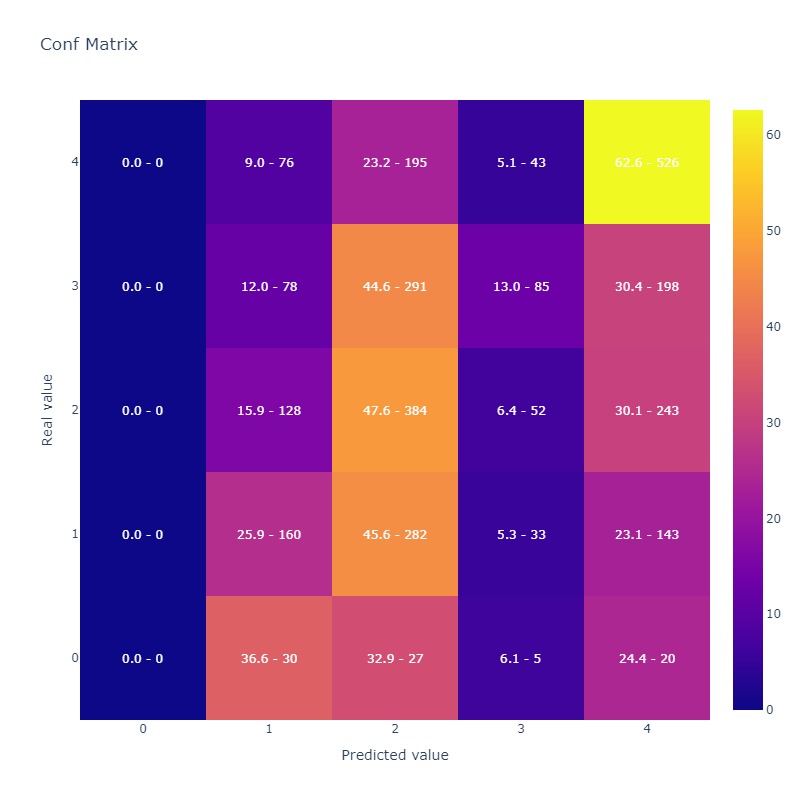 Conf Matrix
4 0.0 - 0 9.0 - 76 23.2 - 195 5.1 - 43 62.6 - 526
3 0.0 - 0 12.0 - 78 44.6 - 291 13.0 - 85 30.4 - 198
2 0.0 - 0 15.9 - 128 47.6 - 384 6.4 - 52 30.1 - 243
1 0.0 - 0 25.9 - 160 45.6 - 282 5.3 - 33 23.1 - 143
0 0.0 - 0 36.6 - 30 32.9 - 27 6.1 - 5 24.4 - 20
0 1 2 3 4
Predicted value
Real value
60
50
40
30
20
10
0